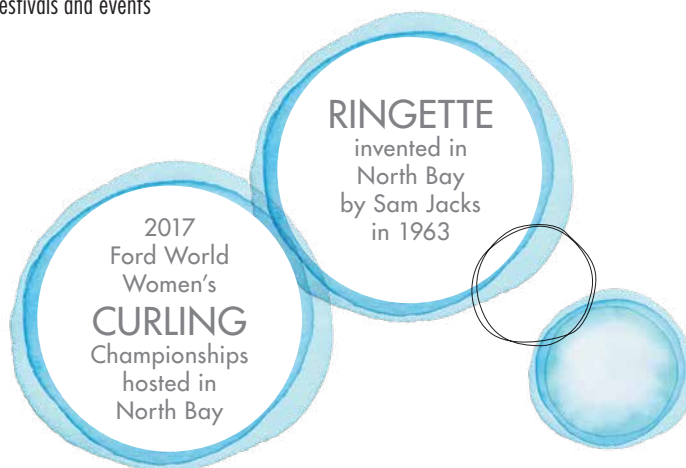 festivals and events
RINGETTE
invented in
North Bay
by Sam Jacks
in 1963
2017
Ford World
Women's
CURLING
Championships
hosted in
North Bay